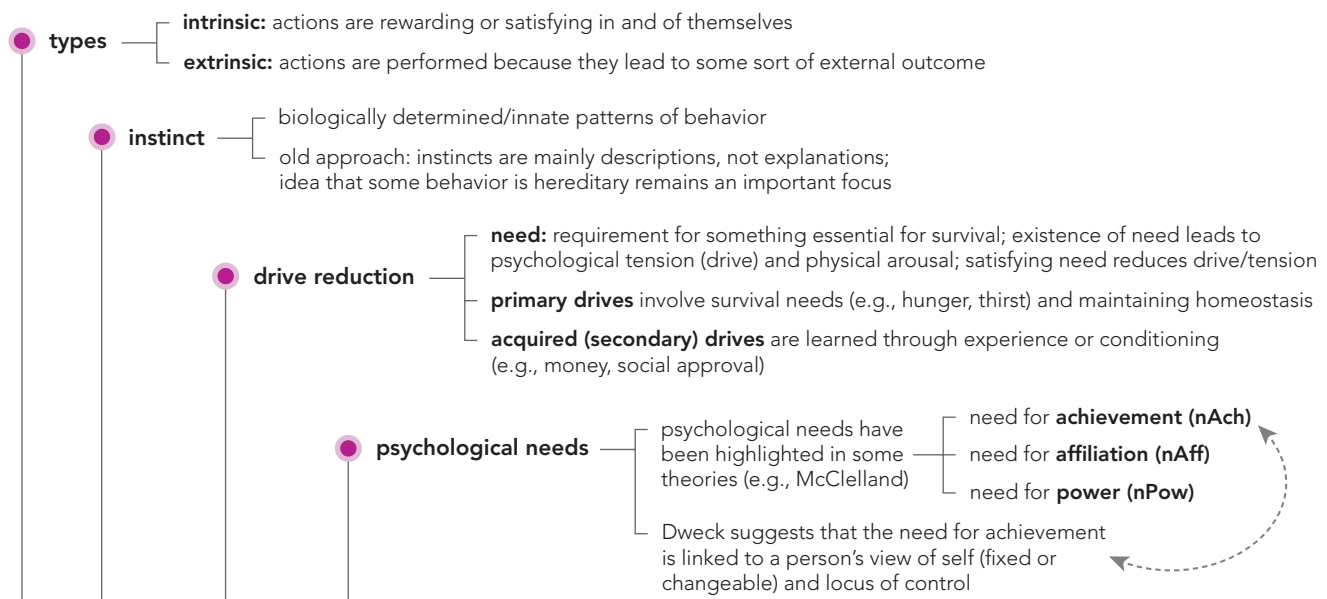 types
intrinsic: actions are rewarding or satisfying in and of themselves
extrinsic: actions are performed because they lead to some sort of external outcome
instinct
biologically determined/innate patterns of behavior
old approach: instincts are mainly descriptions, not explanations;
idea that some behavior is hereditary remains an important focus
drive reduction
need: requirement for something essential for survival; existence of need leads to
psychological tension (drive) and physical arousal; satisfying need reduces drive/tension
primary drives involve survival needs (e.g., hunger, thirst) and maintaining homeostasis
acquired (secondary) drives are learned through experience or conditioning
(e.g., money, social approval)
psychological needs
psychological needs have
been highlighted in some
theories (e.g., McClelland)
need for achievement (nAch)
need for affiliation (nAff)
need for power (nPow)
Dweck suggests that the need for achievement
is linked to a person’s view of self (fixed or
changeable) and locus of control